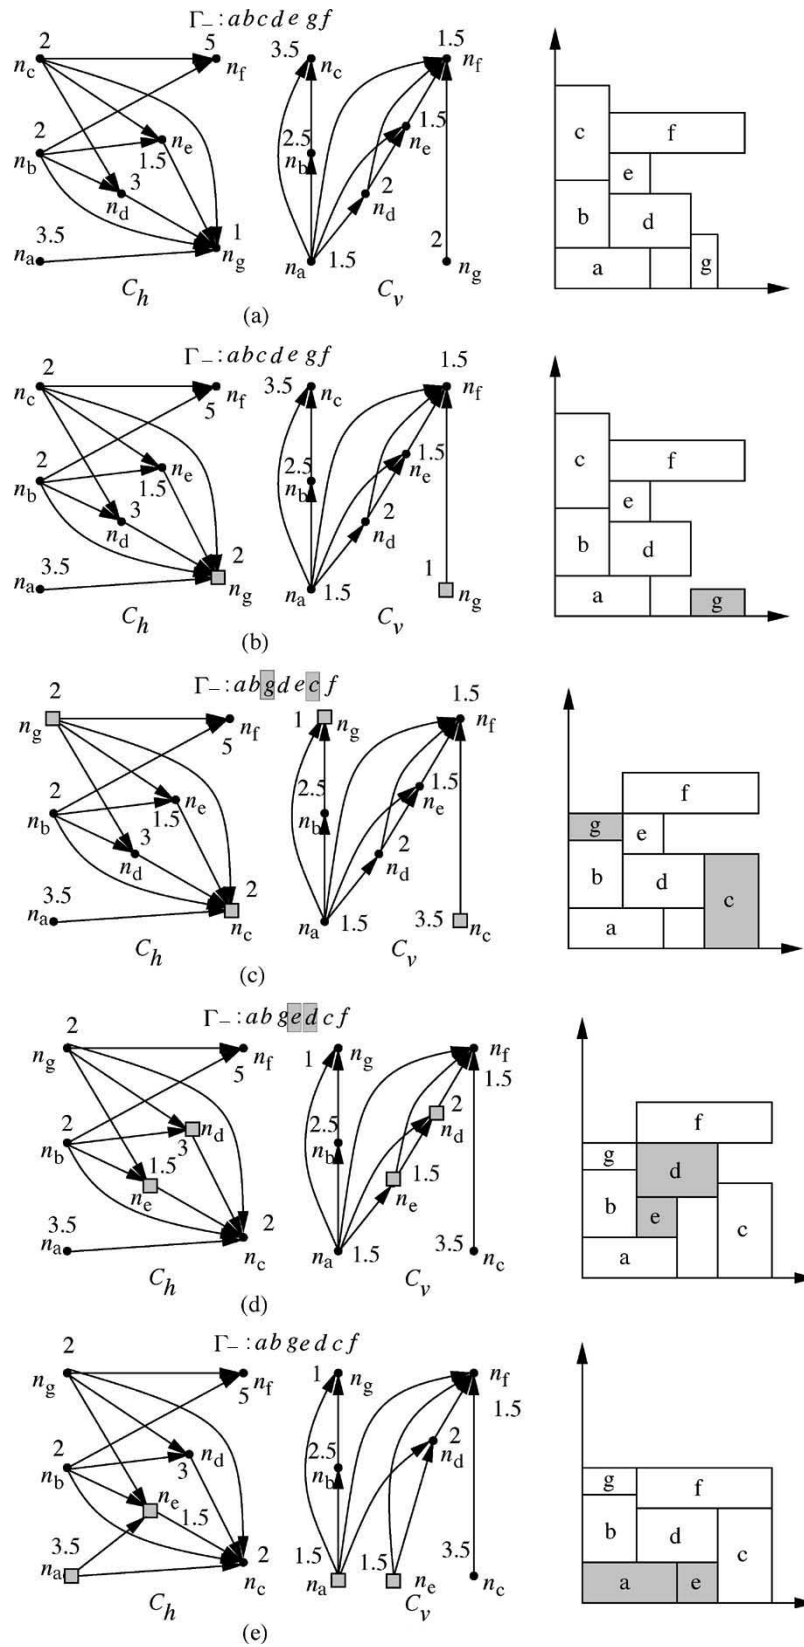 Γ₋ : a b c d e g f
2 5 3.5 1.5
n_c n_f n_c n_f
c f
2 n_e 2.5 1.5
n_b 1.5 n_b n_e e
3 2 b d
n_d n_d
3.5 1 2 a g
n_a n_g n_a 1.5 n_g
C_h C_v
(a)
Γ₋ : a b c d e g f
2 3.5 1.5
n_c n_f n_c n_f
5 c f
2 n_e 2.5 1.5
n_b 1.5 n_b n_e e
3 2 b d
n_d n_d
3.5 2 1 a g
n_a n_g n_a 1.5 n_g
C_h C_v
(b)
Γ₋ : a b g d e c f
2 1 1.5
n_g n_f n_g n_f
5 f
2 n_e 2.5 1.5 g e
n_b 1.5 n_b n_e
3 2 b d c
n_d n_d
3.5 2 3.5 a
n_a n_c n_a 1.5 n_c
C_h C_v
(c)
Γ₋ : a b g e d c f
2 1 n_f
n_g n_f n_g 1.5
5 f
2 n_d 2.5 2 g d
n_b 3 n_b n_d
1.5 1.5 b e c
n_e n_e
3.5 2 3.5 a
n_a n_c n_a 1.5 n_c
C_h C_v
(d)
Γ₋ : a b g e d c f
2 1 n_f
n_g n_f n_g 1.5
5
2 n_d 2.5 2 g f
n_b 3 n_b n_d
n_e b d c
1.5
3.5 2 1.5 1.5 3.5 a e
n_a n_c n_a n_e n_c
C_h C_v
(e)